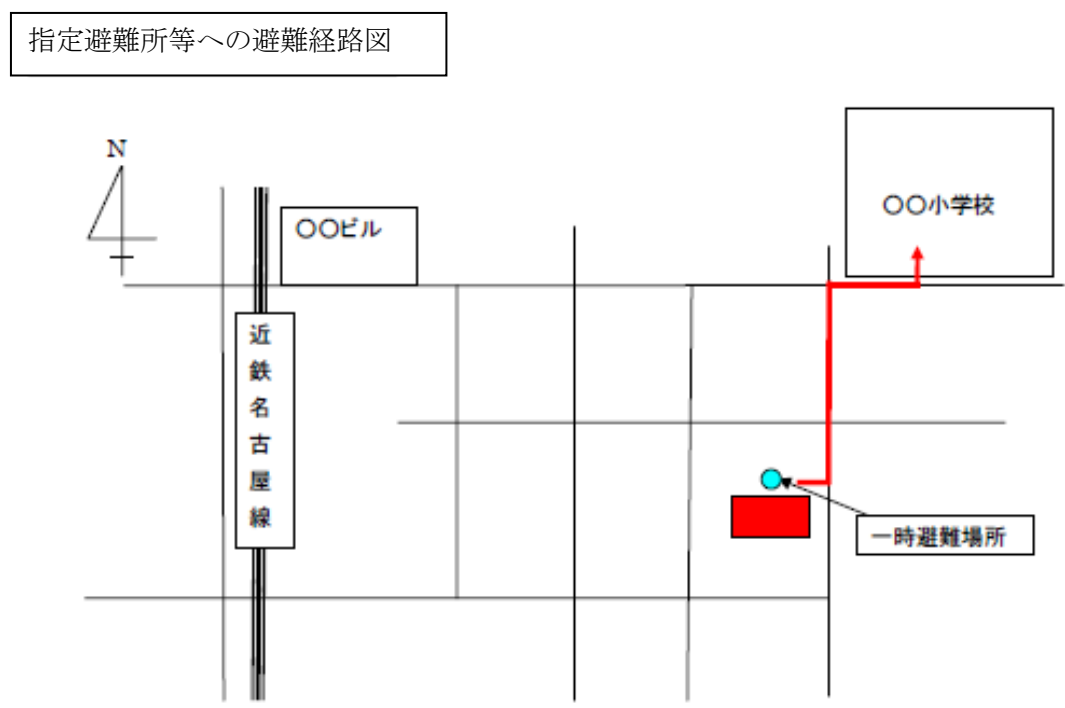 指定避難所等への避難経路図
N
〇〇小学校
〇〇ビル
近鉄名古屋線
一時避難場所